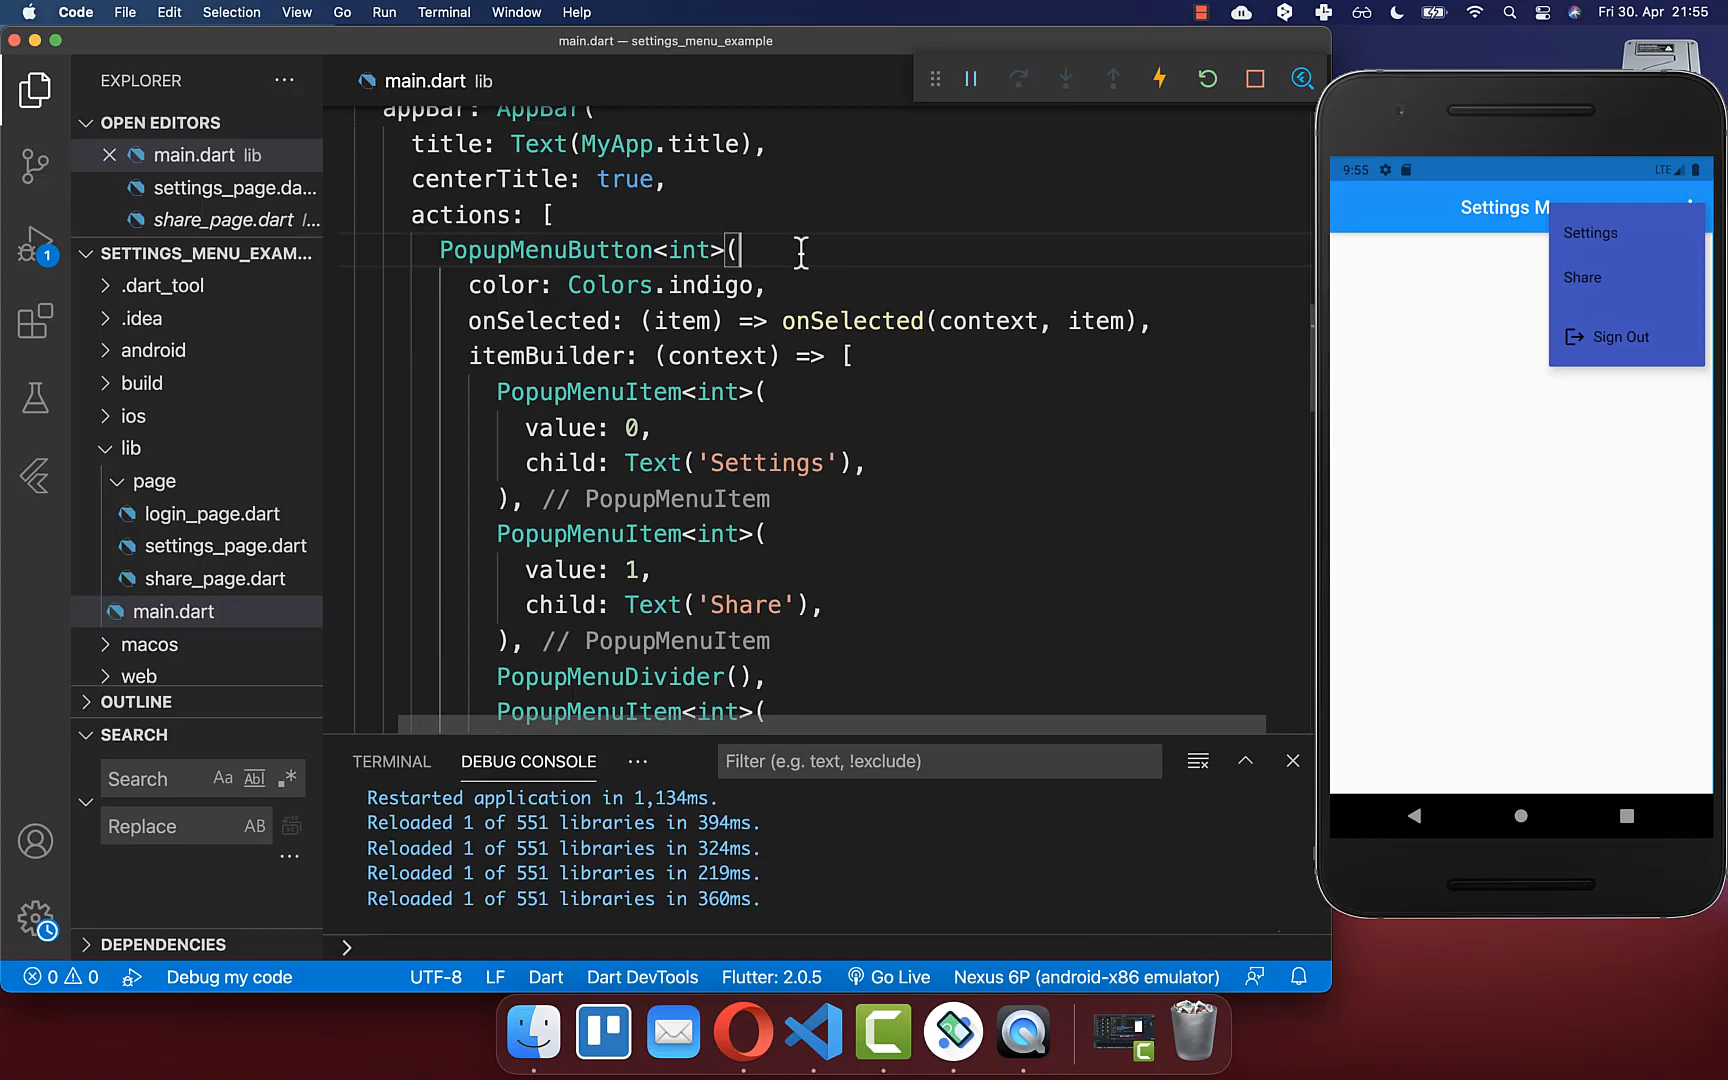 Code File Edit Selection View Go Run Terminal Window Help Fri 30. Apr 21:55
main.dart — settings_menu_example
EXPLORER ···
OPEN EDITORS
main.dart lib
settings_page.da...
share_page.dart l...
SETTINGS_MENU_EXAM...
.dart_tool
.idea
android
build
ios
lib
page
login_page.dart
settings_page.dart
share_page.dart
main.dart
macos
web
OUTLINE
SEARCH
Search Aa Abl .*
Replace AB
···
DEPENDENCIES
1
main.dart lib
appBar: AppBar(
title: Text(MyApp.title),
centerTitle: true,
actions: [
PopupMenuButton<int>(
color: Colors.indigo,
onSelected: (item) => onSelected(context, item),
itemBuilder: (context) => [
PopupMenuItem<int>(
value: 0,
child: Text('Settings'),
), // PopupMenuItem
PopupMenuItem<int>(
value: 1,
child: Text('Share'),
), // PopupMenuItem
PopupMenuDivider(),
PopupMenuItem<int>(
TERMINAL DEBUG CONSOLE ··· Filter (e.g. text, !exclude)
Restarted application in 1,134ms.
Reloaded 1 of 551 libraries in 394ms.
Reloaded 1 of 551 libraries in 324ms.
Reloaded 1 of 551 libraries in 219ms.
Reloaded 1 of 551 libraries in 360ms.
0 0 Debug my code UTF-8 LF Dart Dart DevTools Flutter: 2.0.5 Go Live Nexus 6P (android-x86 emulator)
9:55 LTE
Settings M
Settings
Share
Sign Out